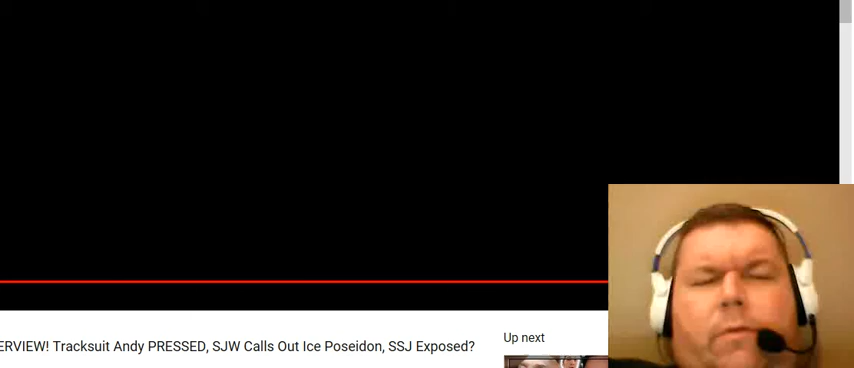 ERVIEW! Tracksuit Andy PRESSED, SJW Calls Out Ice Poseidon, SSJ Exposed?
Up next